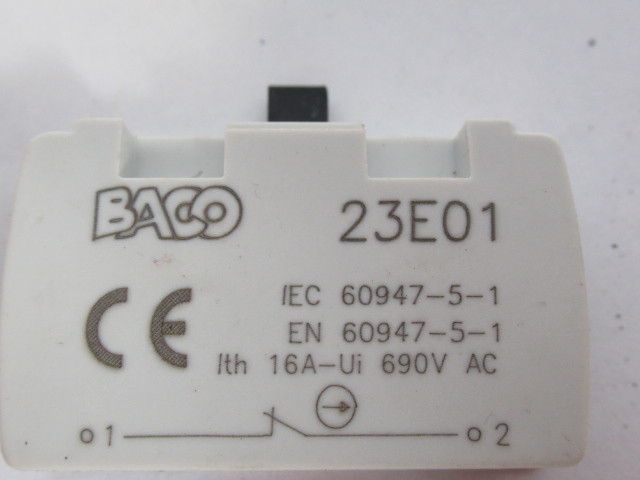 BACO 23E01
CE IEC 60947-5-1
EN 60947-5-1
Ith 16A-Ui 690V AC
1 2